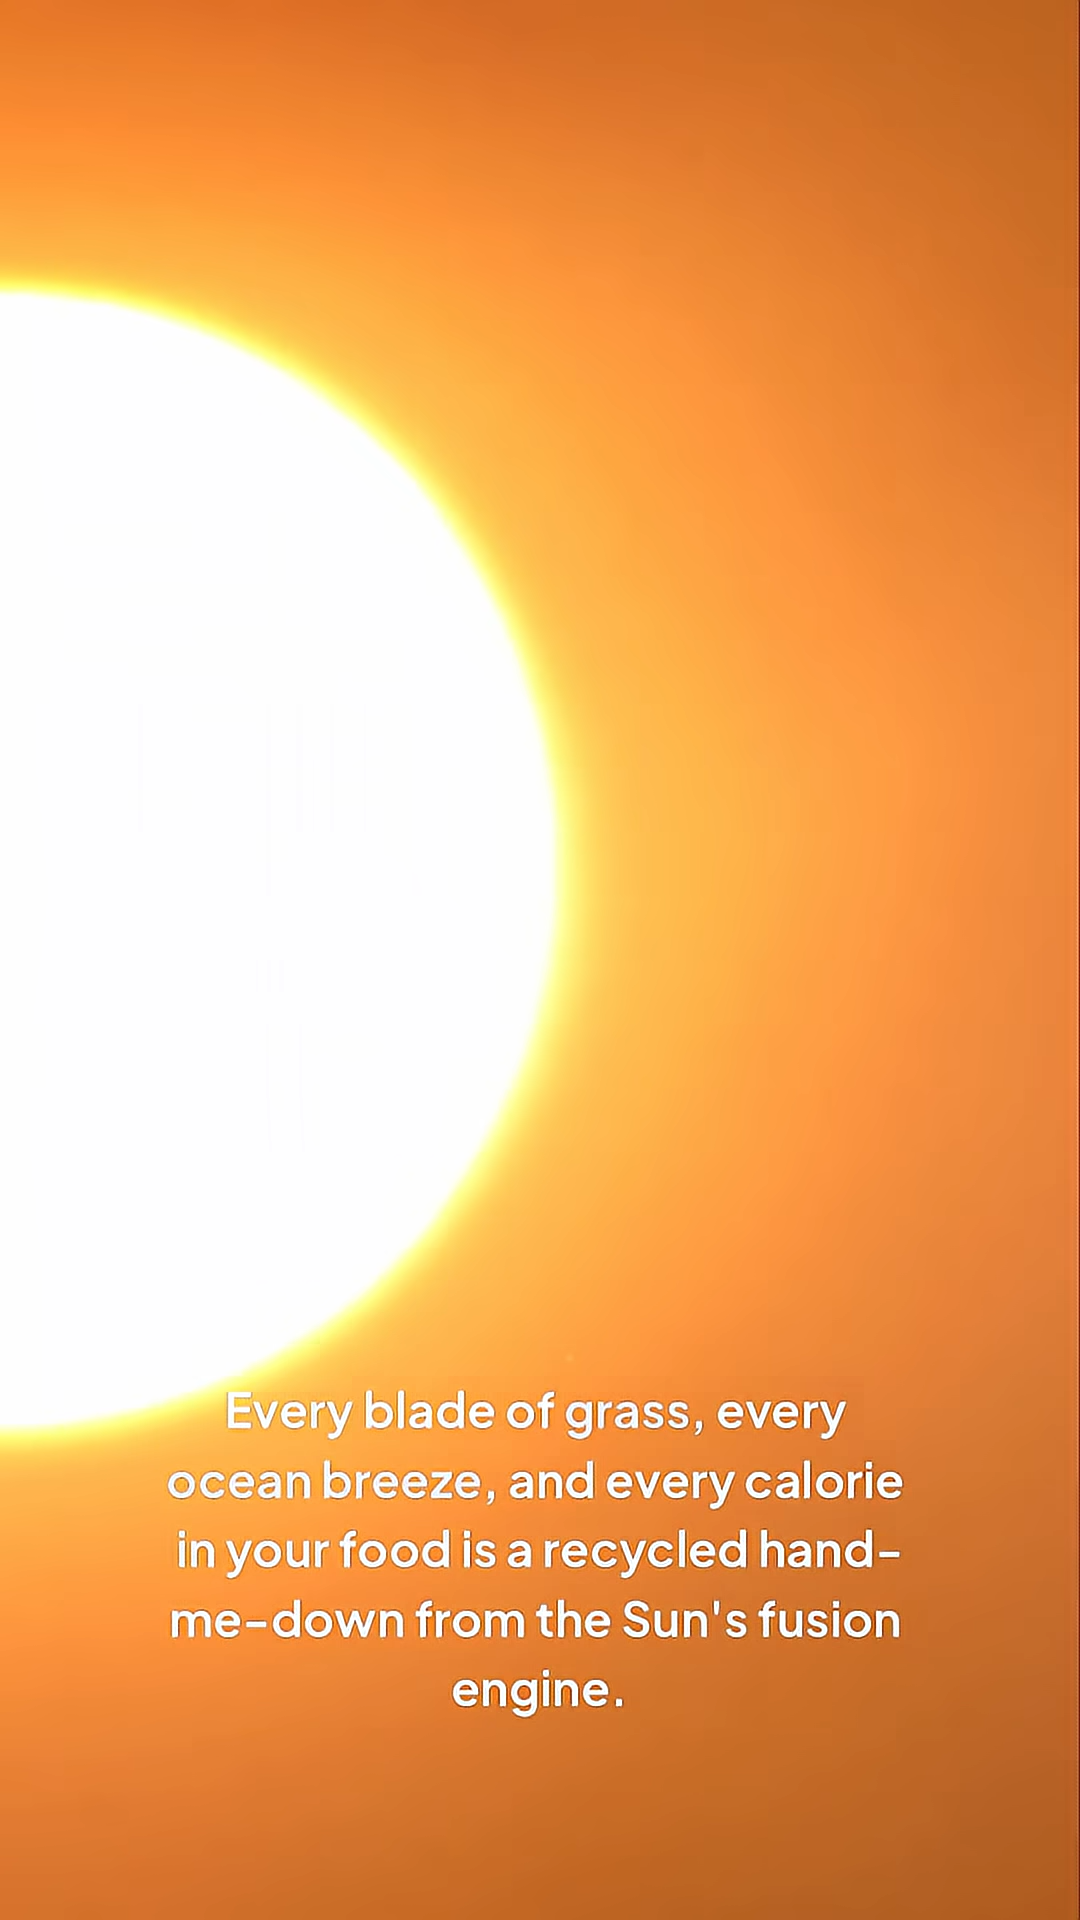 Every blade of grass, every
ocean breeze, and every calorie
in your food is a recycled hand-
me-down from the Sun's fusion
engine.